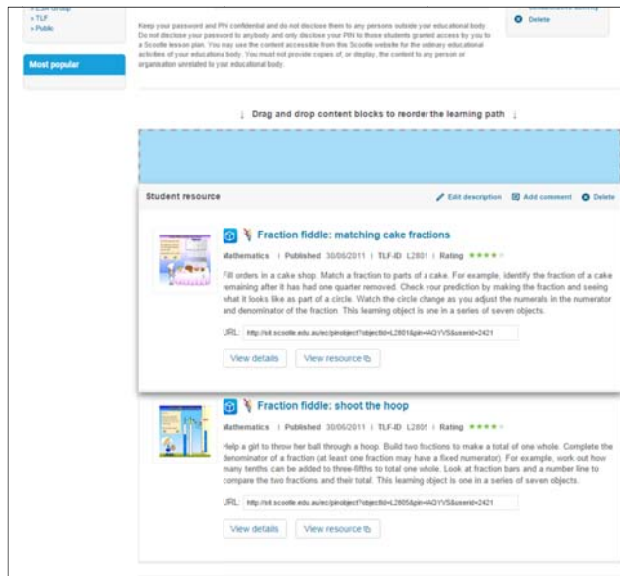 › TLF
› Public
Delete
Most popular
Keep your password and PIN confidential and do not disclose them to any persons outside your educational body.
Do not disclose your password to anybody and only disclose your PIN to those students granted access by you to
a Scootle lesson plan. You may use the content accessible from this Scootle website for the ordinary educational
activities of your educations body. You must not provide copies of, or display, the content to any person or
organisation unrelated to your educational body.
↓ Drag and drop content blocks to reorder the learning path ↓
Student resource
Edit description Add comment Delete
Fraction fiddle: matching cake fractions
Mathematics | Published 30/06/2011 | TLF-ID L2801 | Rating
Fill orders in a cake shop. Match a fraction to parts of a cake. For example, identify the fraction of a cake
remaining after it has had one quarter removed. Check your prediction by making the fraction and seeing
what it looks like as part of a circle. Watch the circle change as you adjust the numerals in the numerator
and denominator of the fraction. This learning object is one in a series of seven objects.
URL: http://sit.scootle.edu.au/ec/pinobject?objectId=L2801&pin=AQIYVS&userid=2421
View details View resource
Fraction fiddle: shoot the hoop
Mathematics | Published 30/06/2011 | TLF-ID L2805 | Rating
Help a girl to throw her ball through a hoop. Build two fractions to make a total of one whole. Complete the
denominator of a fraction (at least one fraction may have a fixed numerator). For example, work out how
many tenths can be added to three-fifths to total one whole. Look at fraction bars and a number line to
compare the two fractions and their total. This learning object is one in a series of seven objects.
URL: http://sit.scootle.edu.au/ec/pinobject?objectId=L2805&pin=AQIYVS&userid=2421
View details View resource